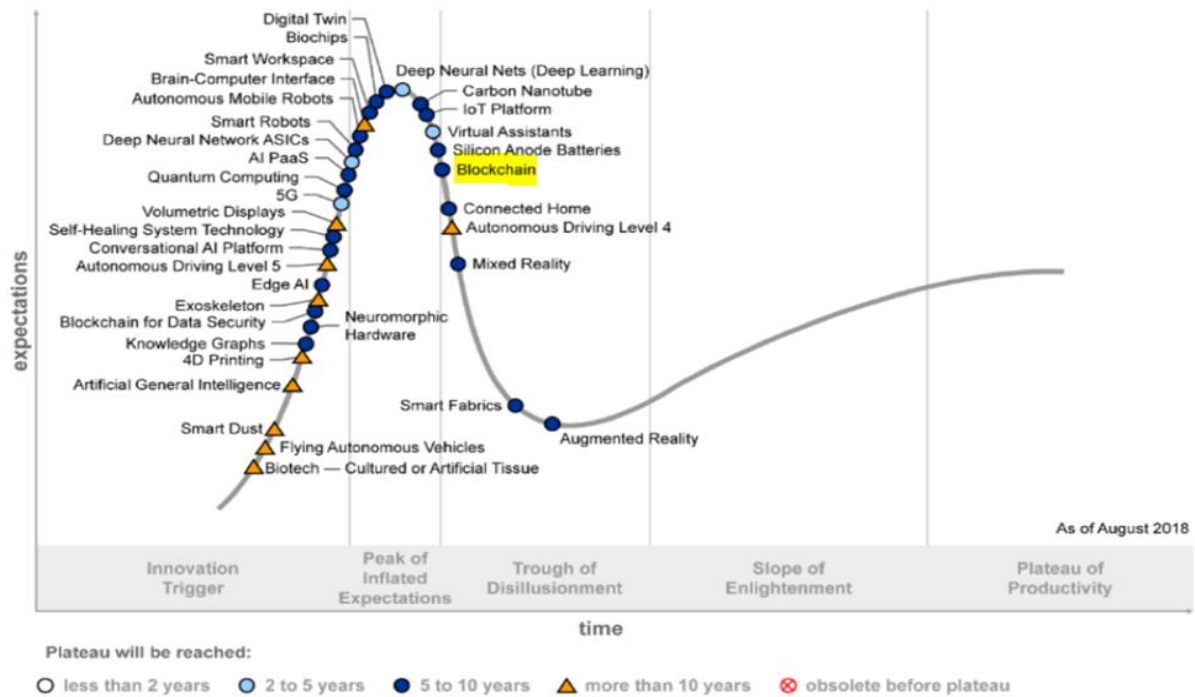 Digital Twin
Biochips
Smart Workspace
Brain-Computer Interface
Autonomous Mobile Robots
Smart Robots
Deep Neural Network ASICs
AI PaaS
Quantum Computing
5G
Volumetric Displays
Self-Healing System Technology
Conversational AI Platform
Autonomous Driving Level 5
Edge AI
Exoskeleton
Blockchain for Data Security
Neuromorphic
Hardware
Knowledge Graphs
4D Printing
Artificial General Intelligence
Smart Dust
Flying Autonomous Vehicles
Biotech — Cultured or Artificial Tissue
Deep Neural Nets (Deep Learning)
Carbon Nanotube
IoT Platform
Virtual Assistants
Silicon Anode Batteries
Blockchain
Connected Home
Autonomous Driving Level 4
Mixed Reality
Smart Fabrics
Augmented Reality
expectations
As of August 2018
Innovation
Trigger
Peak of
Inflated
Expectations
Trough of
Disillusionment
Slope of
Enlightenment
Plateau of
Productivity
time
Plateau will be reached:
less than 2 years
2 to 5 years
5 to 10 years
more than 10 years
obsolete before plateau